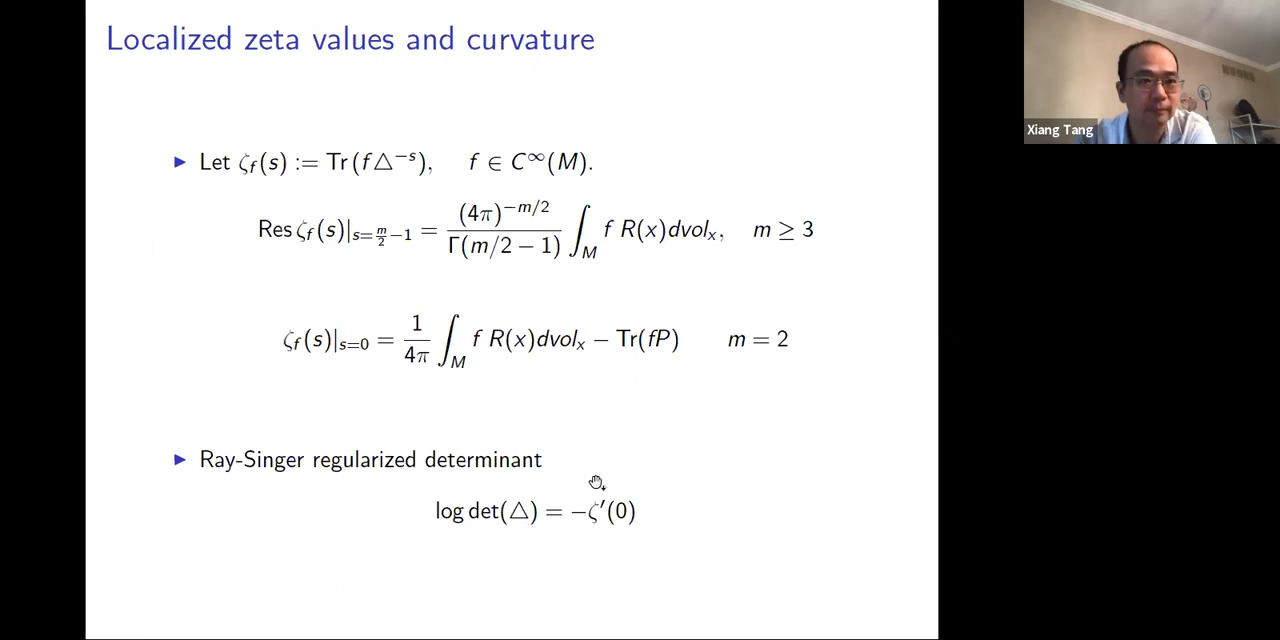 Localized zeta values and curvature
▶ Let ζ_f(s) := Tr(f△^{−s}), f ∈ C^∞(M).
Res ζ_f(s)|_{s=m/2−1} = (4π)^{−m/2} / Γ(m/2 − 1) ∫_M f R(x)dvol_x, m ≥ 3
ζ_f(s)|_{s=0} = 1/4π ∫_M f R(x)dvol_x − Tr(fP) m = 2
▶ Ray-Singer regularized determinant
log det(△) = −ζ′(0)
Xiang Tang